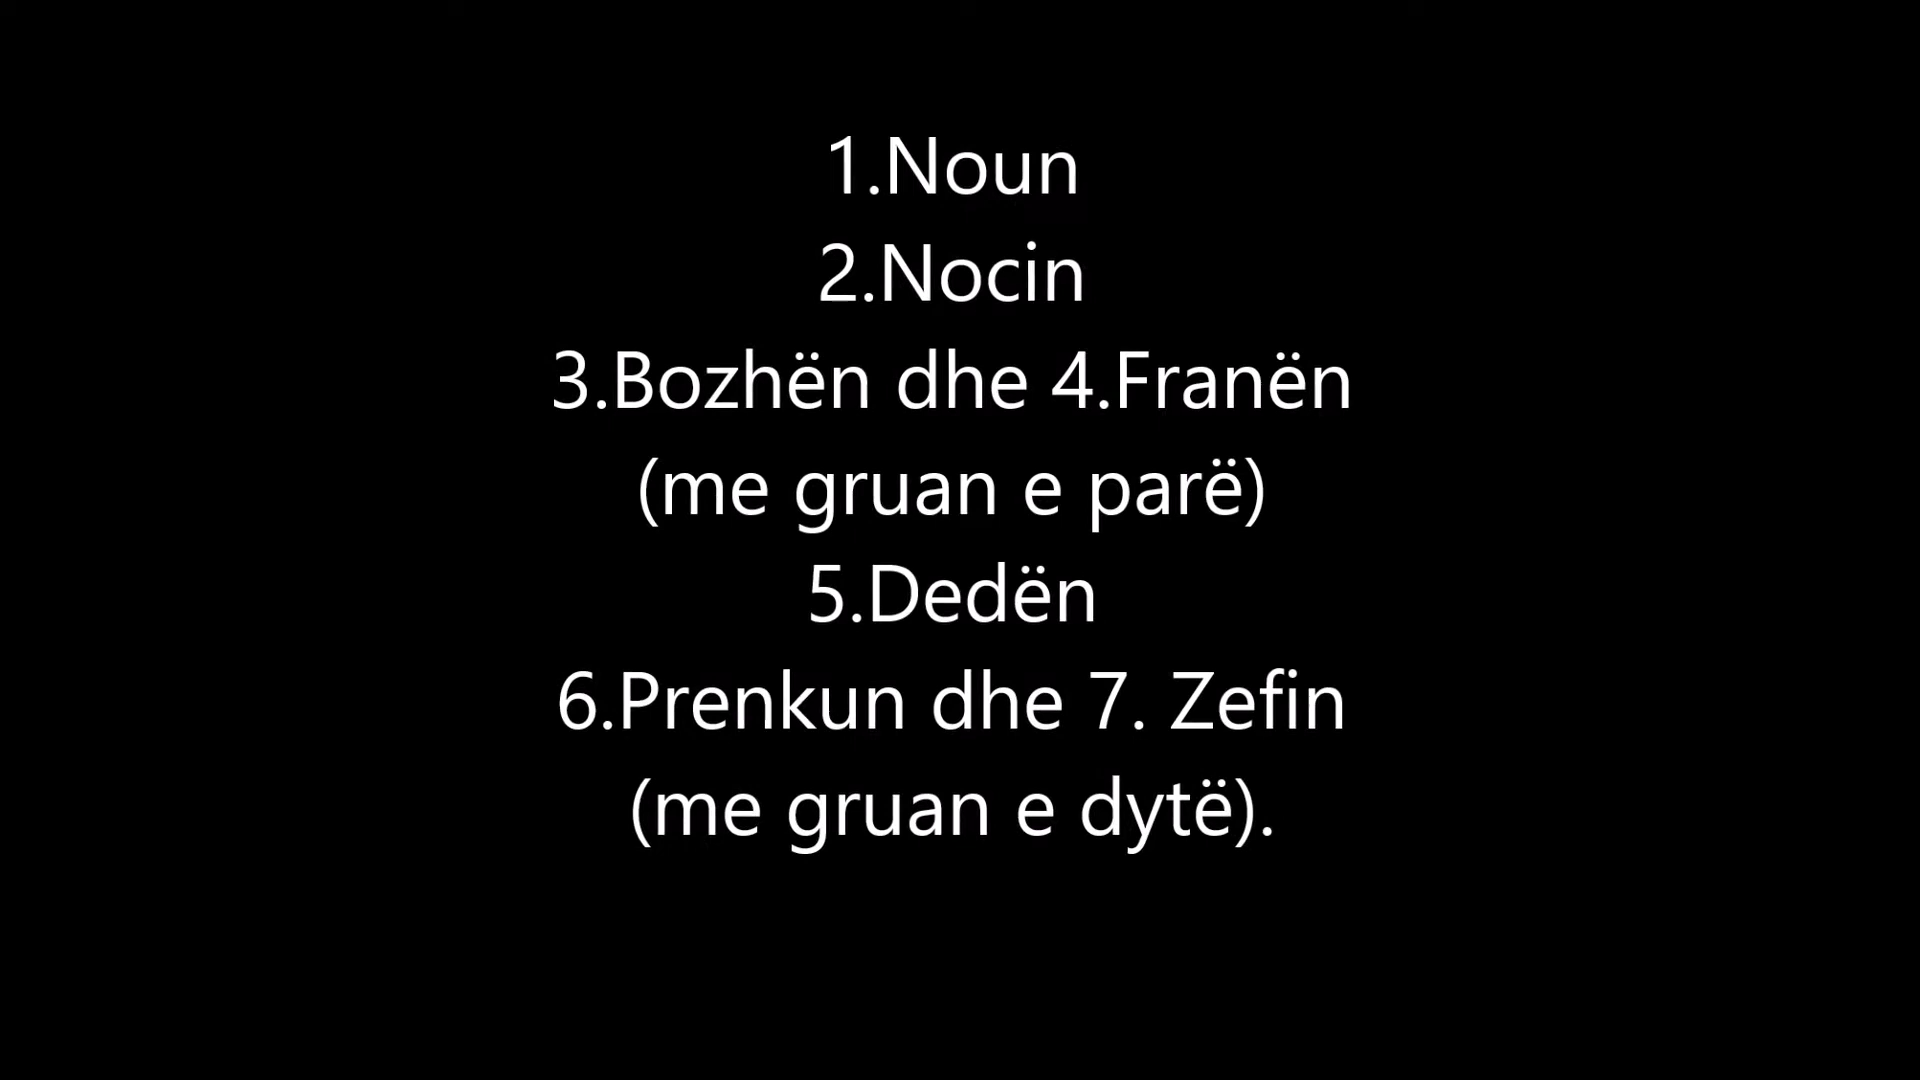 1.Noun
2.Nocin
3.Bozhën dhe 4.Franën
(me gruan e parë)
5.Dedën
6.Prenkun dhe 7. Zefin
(me gruan e dytë).